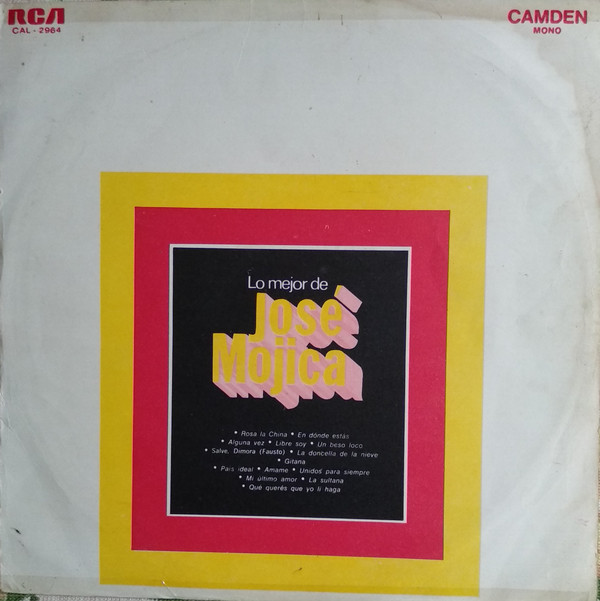 RCA
CAL - 2964
CAMDEN
MONO
Lo mejor de
José
Mojica
• Rosa la China • En dónde estás
• Alguna vez • Libre soy • Un beso loco
• Salve, Dimora (Fausto) • La doncella de la nieve
• Gitana
• País ideal • Amame • Unidos para siempre
• Mi último amor • La sultana
• Qué querés que yo li haga